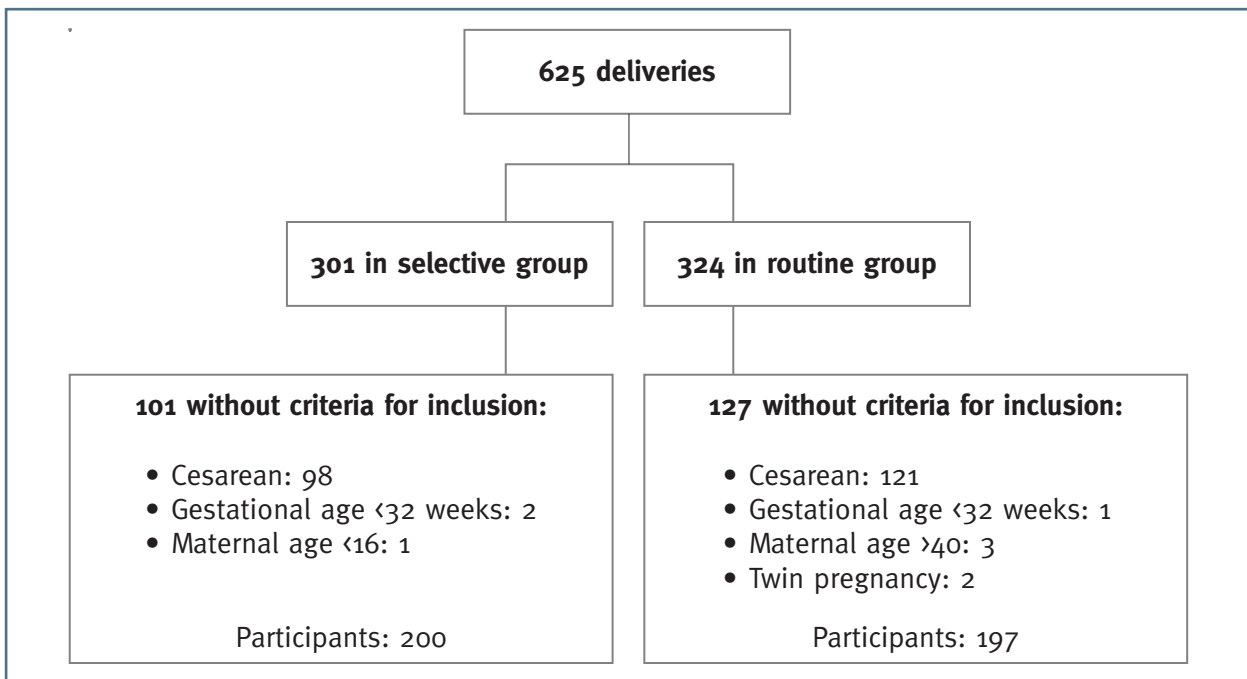 625 deliveries
301 in selective group
324 in routine group
101 without criteria for inclusion:
• Cesarean: 98
• Gestational age <32 weeks: 2
• Maternal age <16: 1
Participants: 200
127 without criteria for inclusion:
• Cesarean: 121
• Gestational age <32 weeks: 1
• Maternal age >40: 3
• Twin pregnancy: 2
Participants: 197